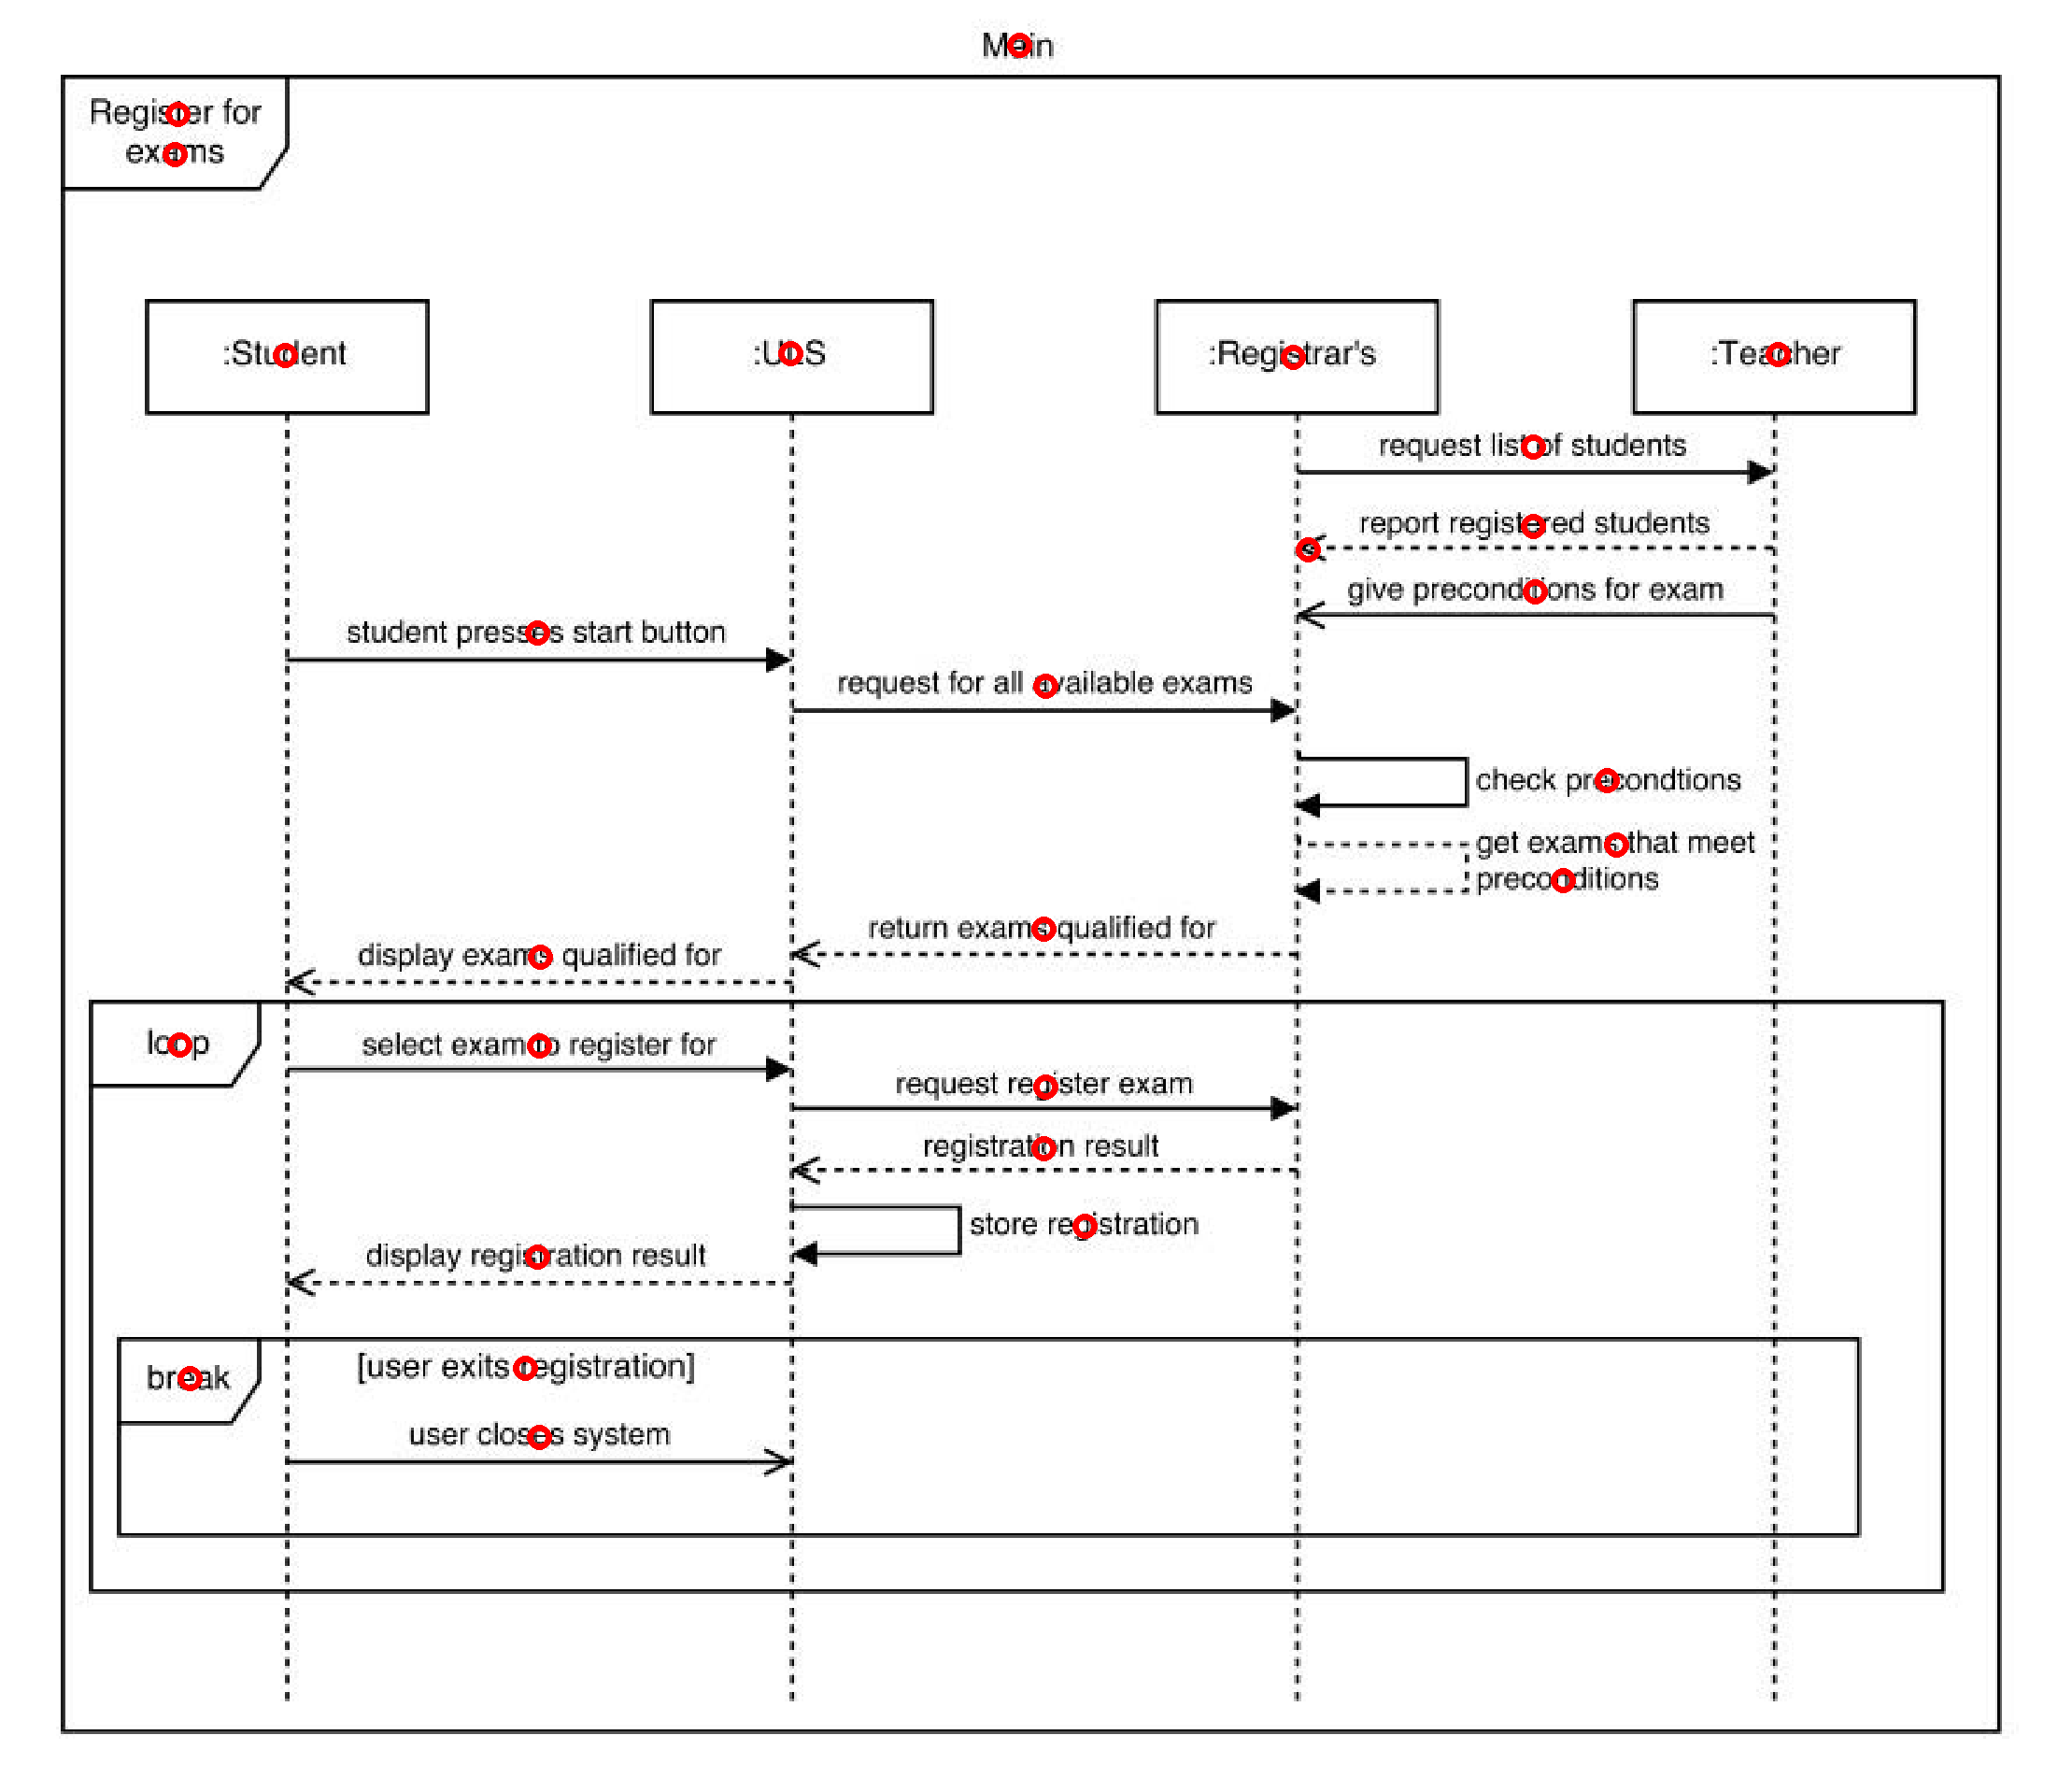 Main
Register for
exams
:Student
:ULS
:Registrar's
:Teacher
request list of students
report registered students
give preconditions for exam
student presses start button
request for all available exams
check precondtions
get exams that meet
preconditions
return exams qualified for
display exams qualified for
loop
select exam to register for
request register exam
registration result
store registration
display registration result
break
[user exits registration]
user closes system